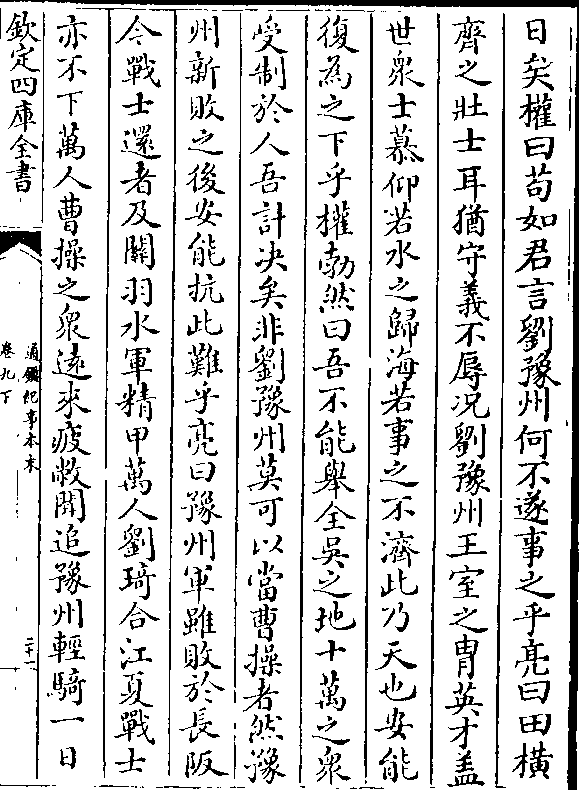 日矣權曰苟如君言劉豫州何不遂事之乎亮曰田橫
齊之壯士耳猶守義不辱况劉豫州王室之胄英才葢
世衆士慕仰若水之歸海若事之不濟此乃天也安能
復為之下乎權勃然曰吾不能舉全吳之地十萬之衆
受制於人吾計决矣非劉豫州莫可以當曹操者然豫
州新敗之後安能抗此難乎亮曰豫州軍雖敗於長阪
今戰士還者及關羽水軍精甲萬人劉琦合江夏戰士
亦不下萬人曹操之衆遠來疲敝聞追豫州輕騎一日
欽定四庫全書
通鑑紀事本末
卷九下
二十一